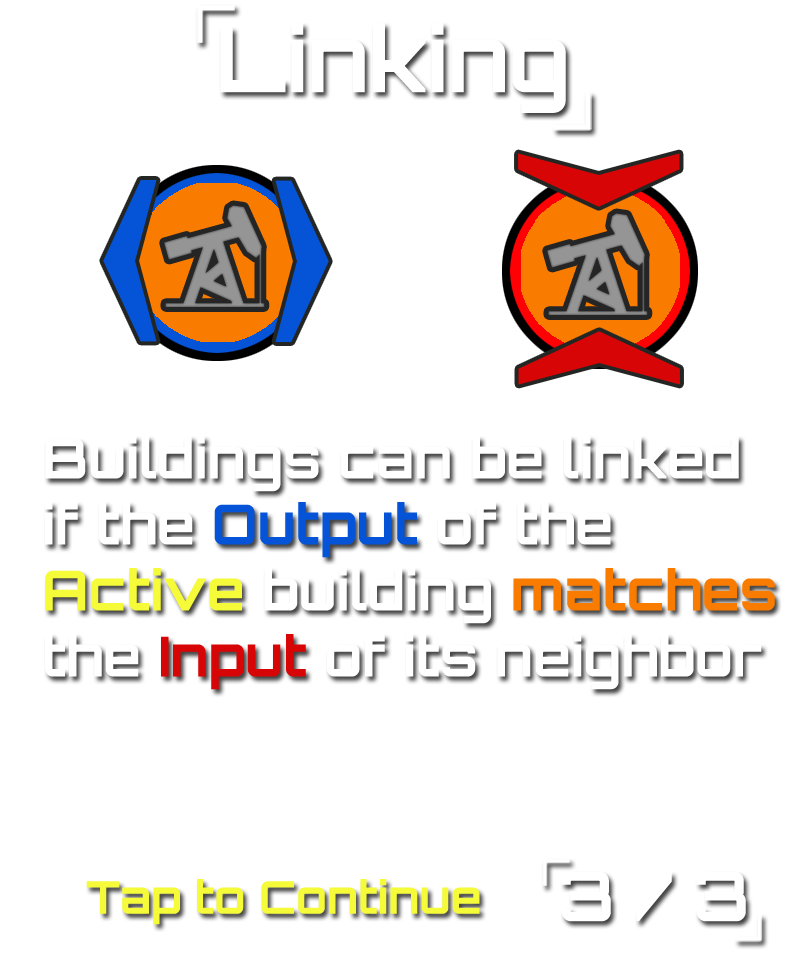 Linking
Buildings can be linked
if the Output of the
Active building matches
the Input of its neighbor
Tap to Continue
3 / 3